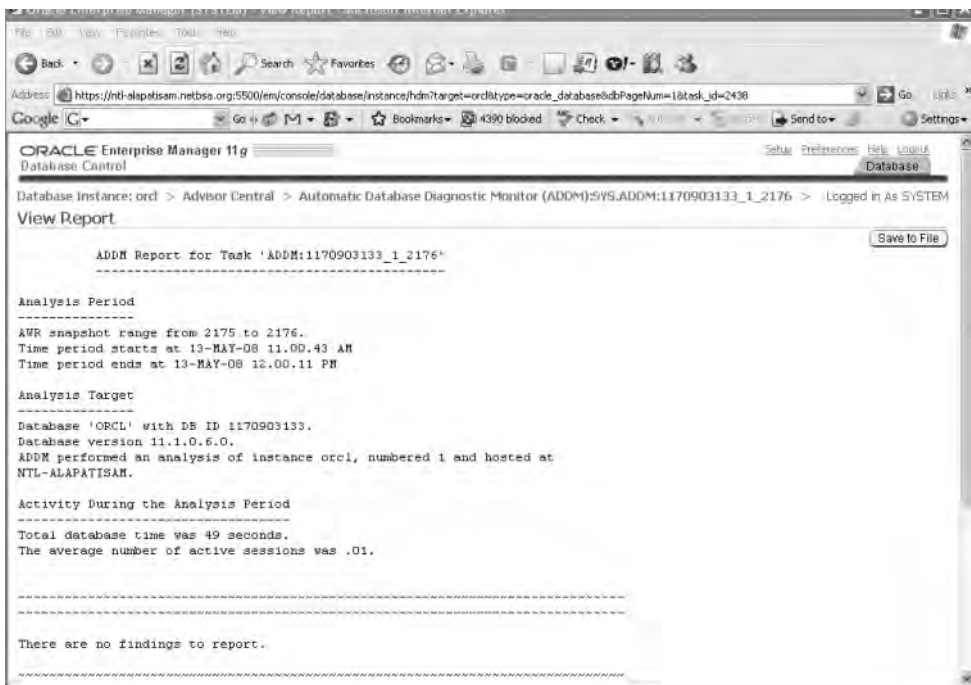 Oracle Enterprise Manager (SYSTEM) - View Report - Microsoft Internet Explorer
File Edit View Favorites Tools Help
Back Search Favorites
Address https://ntl-alapatisam.netbsa.org:5500/em/console/database/instance/hdm?target=orcl&type=oracle_database&dbPageNum=1&task_id=2438 Go Links
Google G Go Bookmarks 4390 blocked Check Send to Settings
ORACLE Enterprise Manager 11g
Database Control
Setup Preferences Help Logout
Database
Database Instance: orcl > Advisor Central > Automatic Database Diagnostic Monitor (ADDM):SYS.ADDM:1170903133_1_2176 > Logged in As SYSTEM
View Report
Save to File
ADDM Report for Task 'ADDM:1170903133_1_2176'
---------------------------------------------
Analysis Period
---------------
AWR snapshot range from 2175 to 2176.
Time period starts at 13-MAY-08 11.00.43 AM
Time period ends at 13-MAY-08 12.00.11 PM
Analysis Target
---------------
Database 'ORCL' with DB ID 1170903133.
Database version 11.1.0.6.0.
ADDM performed an analysis of instance orcl, numbered 1 and hosted at
NTL-ALAPATISAM.
Activity During the Analysis Period
-----------------------------------
Total database time was 49 seconds.
The average number of active sessions was .01.
~~~~~~~~~~~~~~~~~~~~~~~~~~~~~~~~~~~~~~~~~~~~~~~~~~~~~~~~~~~~~~~~~~~~~~~~~~~~~~~
~~~~~~~~~~~~~~~~~~~~~~~~~~~~~~~~~~~~~~~~~~~~~~~~~~~~~~~~~~~~~~~~~~~~~~~~~~~~~~~
There are no findings to report.
~~~~~~~~~~~~~~~~~~~~~~~~~~~~~~~~~~~~~~~~~~~~~~~~~~~~~~~~~~~~~~~~~~~~~~~~~~~~~~~